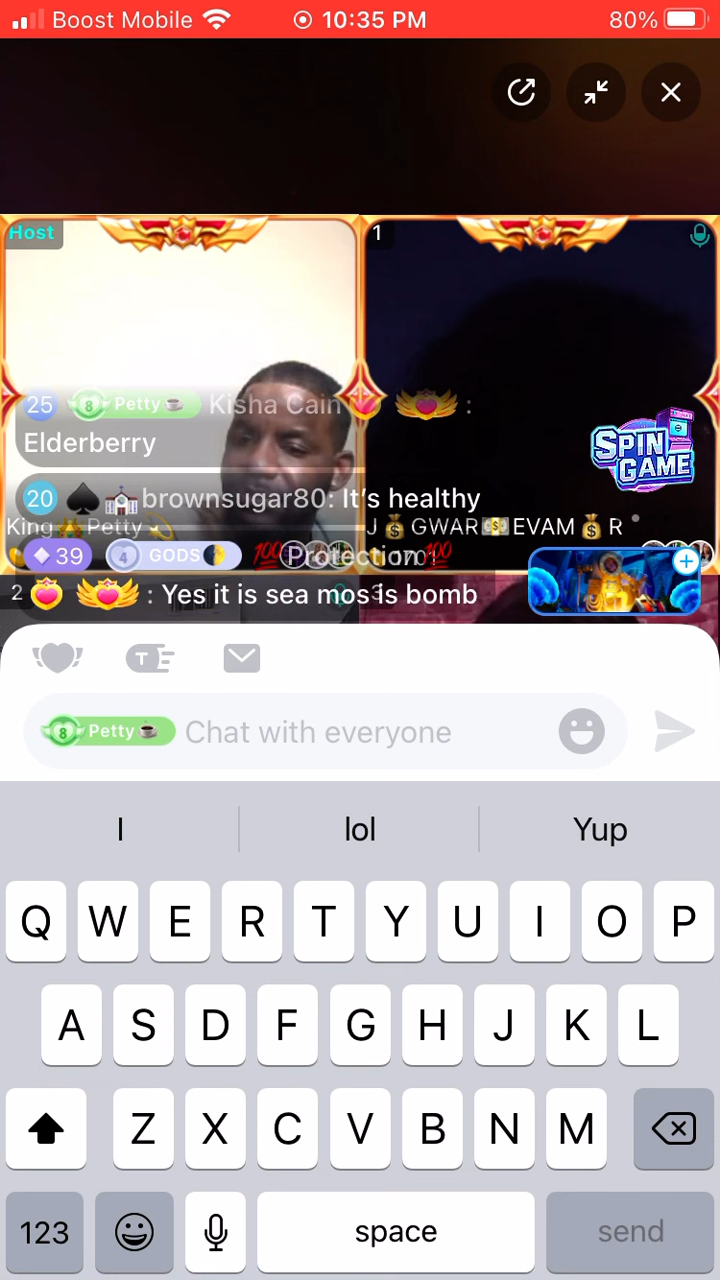 Boost Mobile 10:35 PM 80%
Host 1
25 8 Petty Kisha Cain :
Elderberry
SPIN GAME
20 brownsugar80: It's healthy
King Petty J GWAR EVAM R
39 4 GODS 💯 Protection! 💯
2 : Yes it is sea mos is bomb
T
8 Petty Chat with everyone
I lol Yup
Q W E R T Y U I O P
A S D F G H J K L
Z X C V B N M
123 space send